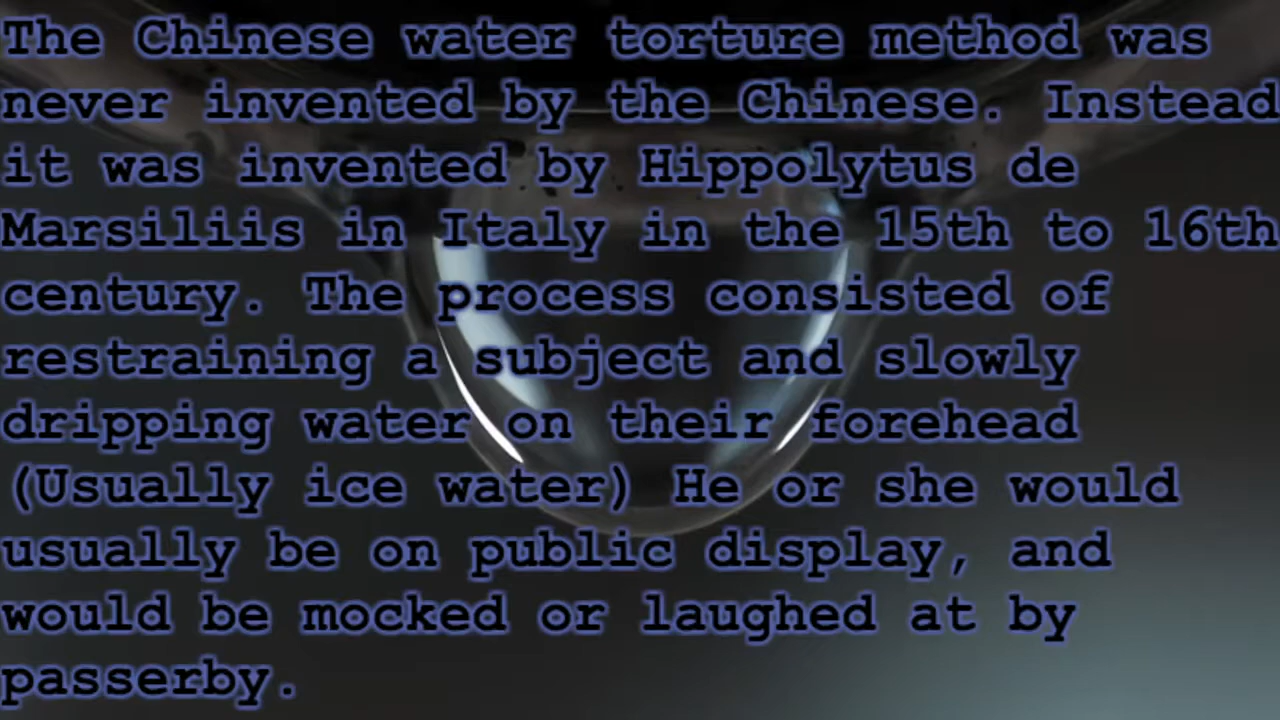 The Chinese water torture method was
never invented by the Chinese. Instead
it was invented by Hippolytus de
Marsiliis in Italy in the 15th to 16th
century. The process consisted of
restraining a subject and slowly
dripping water on their forehead
(Usually ice water) He or she would
usually be on public display, and
would be mocked or laughed at by
passerby.